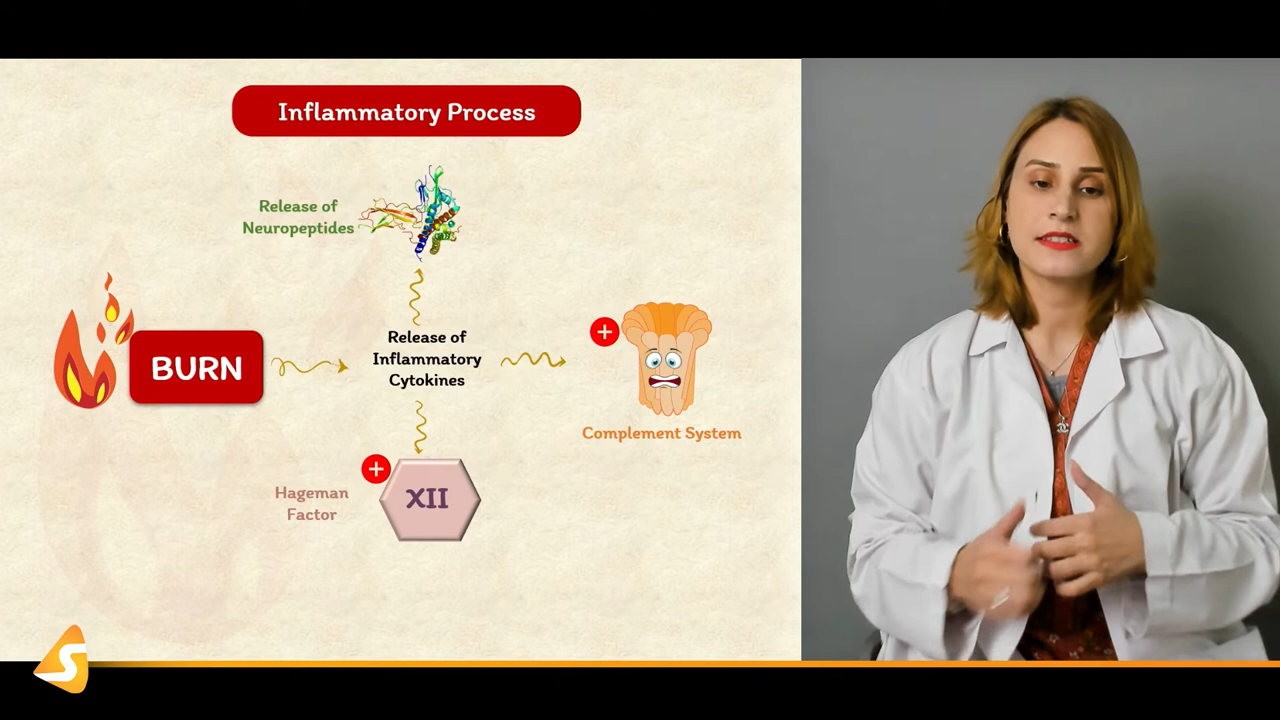 Inflammatory Process
Release of
Neuropeptides
BURN
Release of
Inflammatory
Cytokines
+
Complement System
+
Hageman
Factor
XII
S